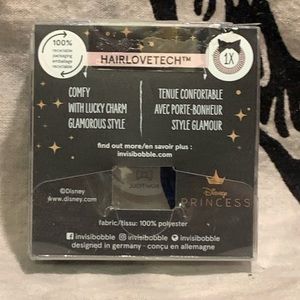 100%
recyclable
packaging
emballage
recyclable
HAIRLOVETECH™
1X
COMFY
WITH LUCKY CHARM
GLAMOROUS STYLE
TENUE CONFORTABLE
AVEC PORTE-BONHEUR
STYLE GLAMOUR
find out more/en savoir plus :
invisibobble.com
©Disney
www.disney.com
Disney
PRINCESS
fabric/tissu: 100% polyester
invisibobble invisibobble invisibobble
designed in germany - conçu en allemagne